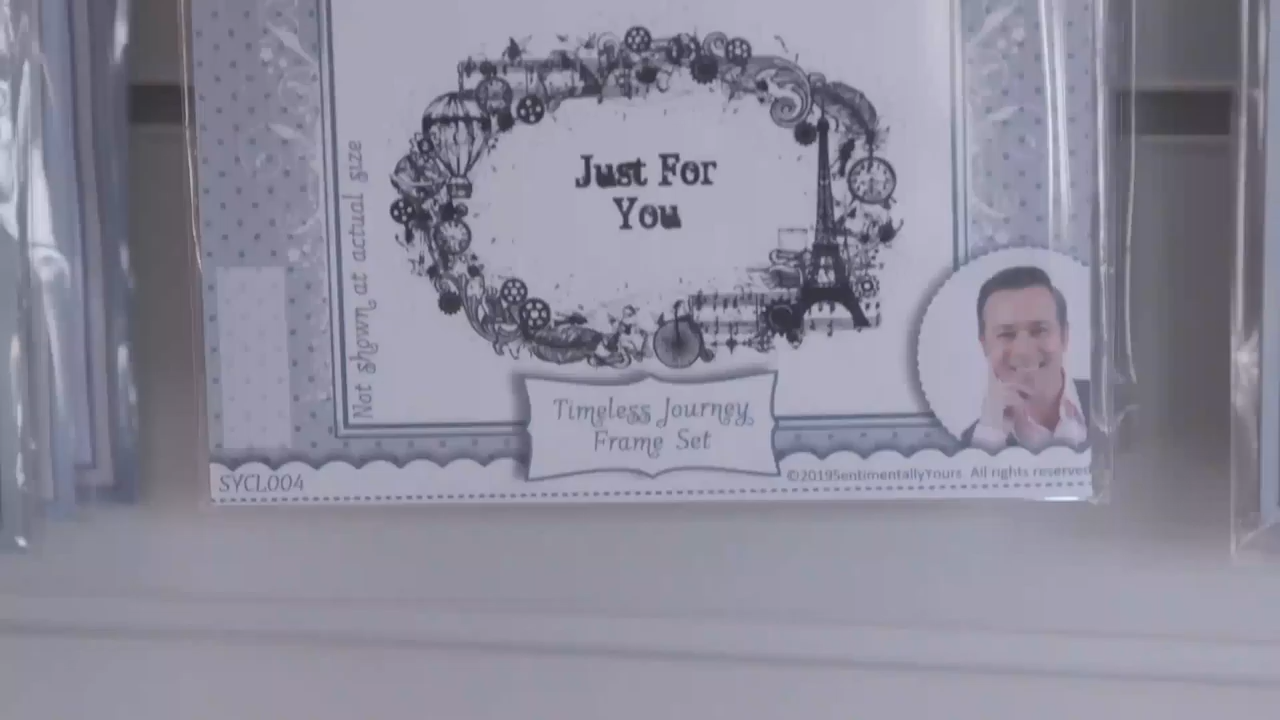 Just For
You
Not shown at actual size
Timeless Journey
Frame Set
SYCL004
©2019SentimentallyYours. All rights reserved